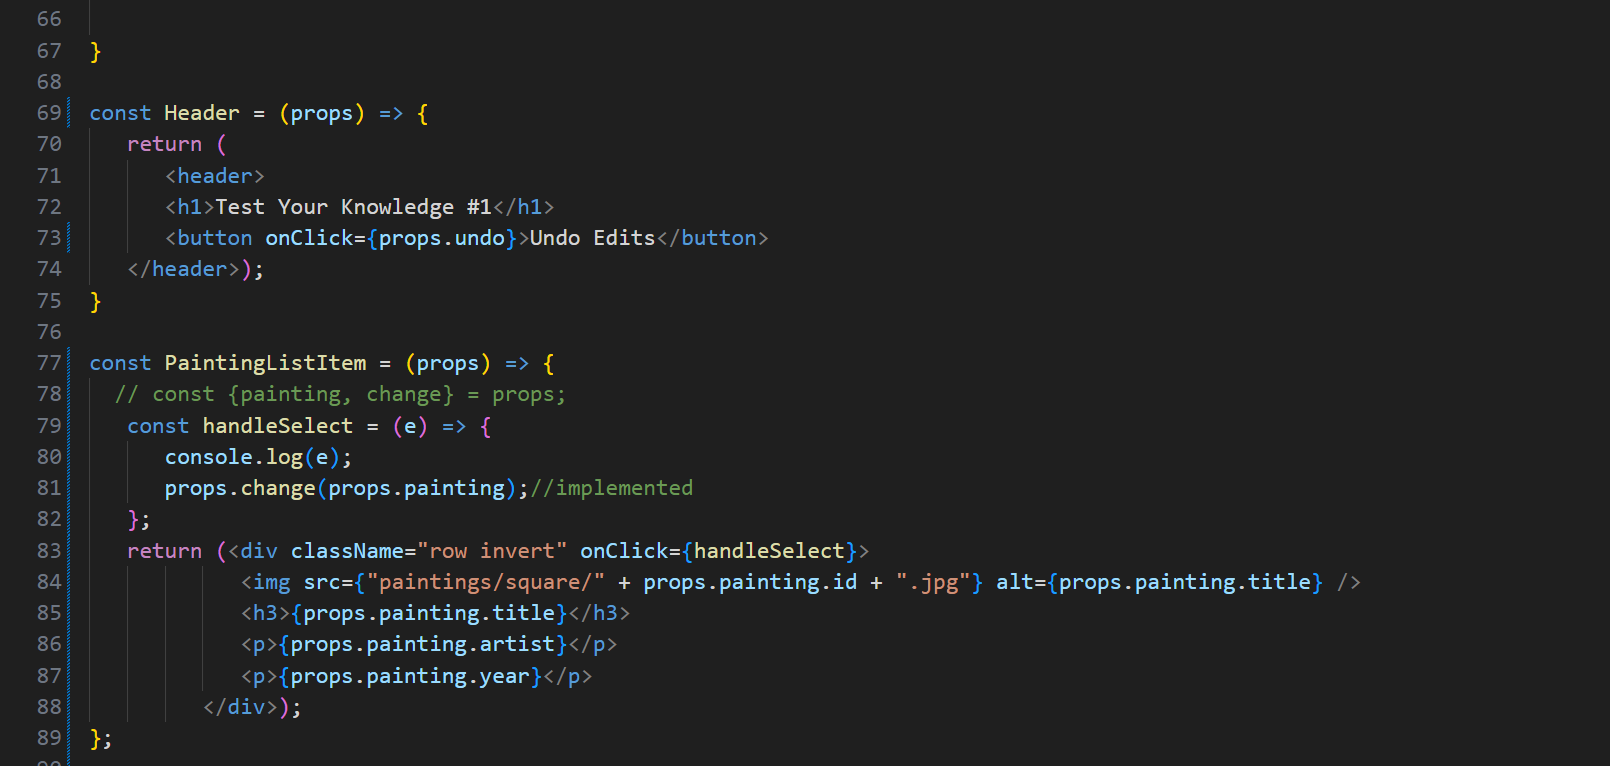 66
67 }
68
69 const Header = (props) => {
70 return (
71 <header>
72 <h1>Test Your Knowledge #1</h1>
73 <button onClick={props.undo}>Undo Edits</button>
74 </header>);
75 }
76
77 const PaintingListItem = (props) => {
78 // const {painting, change} = props;
79 const handleSelect = (e) => {
80 console.log(e);
81 props.change(props.painting);//implemented
82 };
83 return (<div className="row invert" onClick={handleSelect}>
84 <img src={"paintings/square/" + props.painting.id + ".jpg"} alt={props.painting.title} />
85 <h3>{props.painting.title}</h3>
86 <p>{props.painting.artist}</p>
87 <p>{props.painting.year}</p>
88 </div>);
89 };